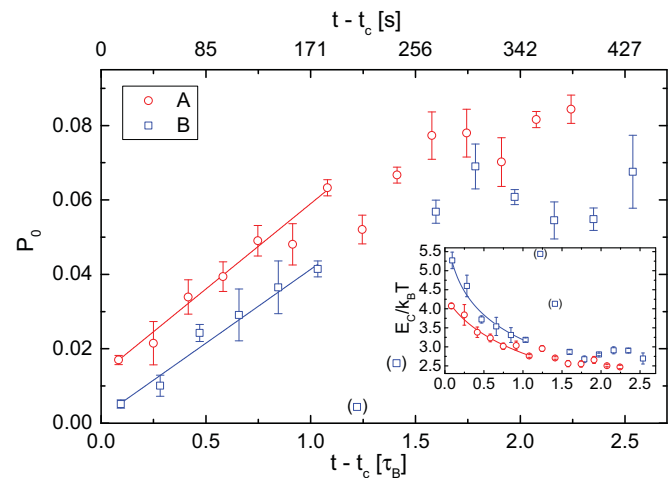 t - t_c [s]
0 85 171 256 342 427
P_0
0.08
0.06
0.04
0.02
0.00
A
B
( )
( )
0.0 0.5 1.0 1.5 2.0 2.5
t - t_c [τ_B]
E_C/k_BT
5.5
5.0
4.5
4.0
3.5
3.0
2.5
( )
( )
0.0 0.5 1.0 1.5 2.0 2.5